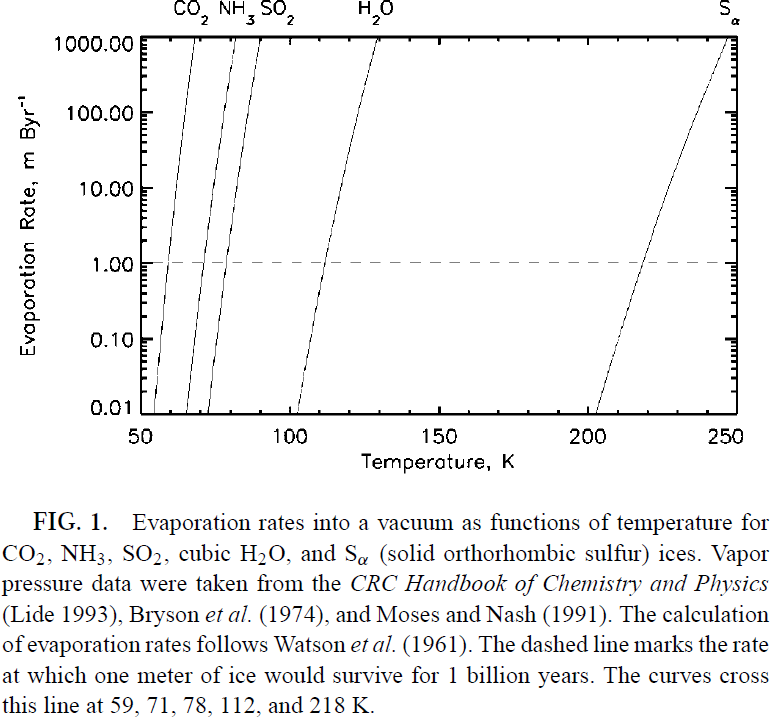 CO2 NH3 SO2 H2O Sα
1000.00
100.00
10.00
1.00
0.10
0.01
Evaporation Rate, m Byr⁻¹
50 100 150 200 250
Temperature, K
FIG. 1. Evaporation rates into a vacuum as functions of temperature for
CO2, NH3, SO2, cubic H2O, and Sα (solid orthorhombic sulfur) ices. Vapor
pressure data were taken from the CRC Handbook of Chemistry and Physics
(Lide 1993), Bryson et al. (1974), and Moses and Nash (1991). The calculation
of evaporation rates follows Watson et al. (1961). The dashed line marks the rate
at which one meter of ice would survive for 1 billion years. The curves cross
this line at 59, 71, 78, 112, and 218 K.